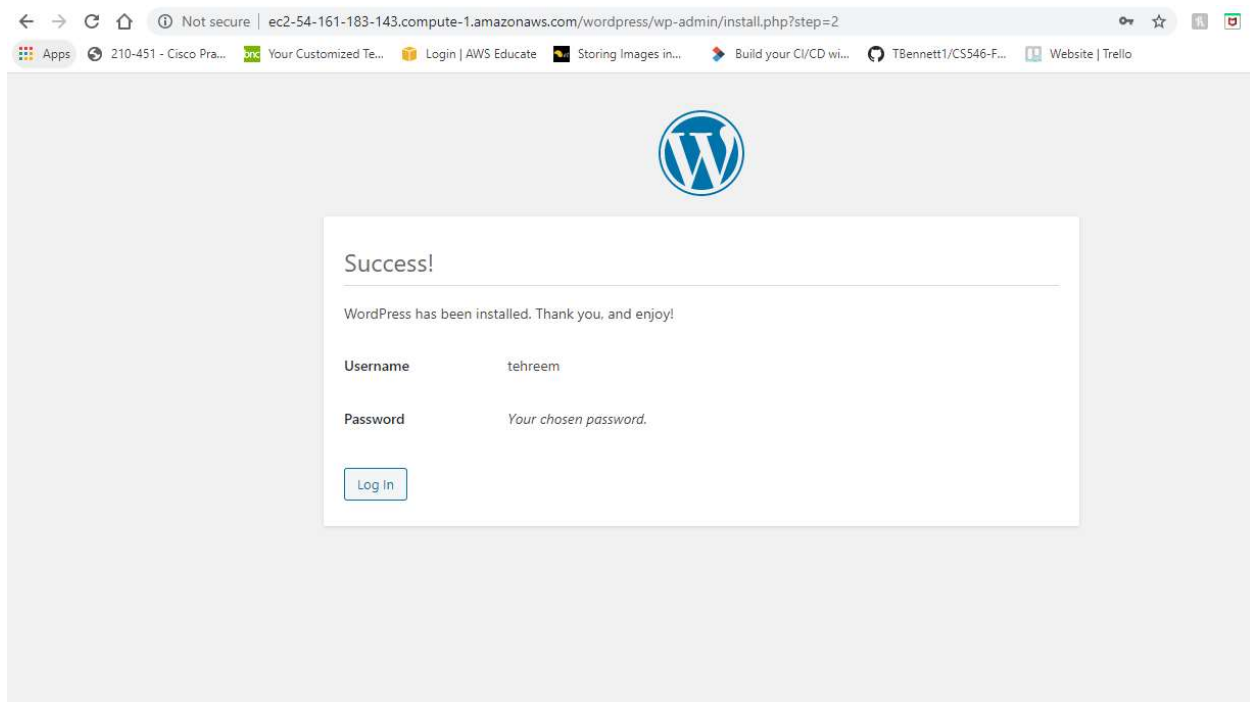 Not secure | ec2-54-161-183-143.compute-1.amazonaws.com/wordpress/wp-admin/install.php?step=2
Apps 210-451 - Cisco Pra... bnc Your Customized Te... Login | AWS Educate Storing Images in... Build your CI/CD wi... TBennett1/CS546-F... Website | Trello
W
Success!
WordPress has been installed. Thank you, and enjoy!
Username tehreem
Password Your chosen password.
Log In